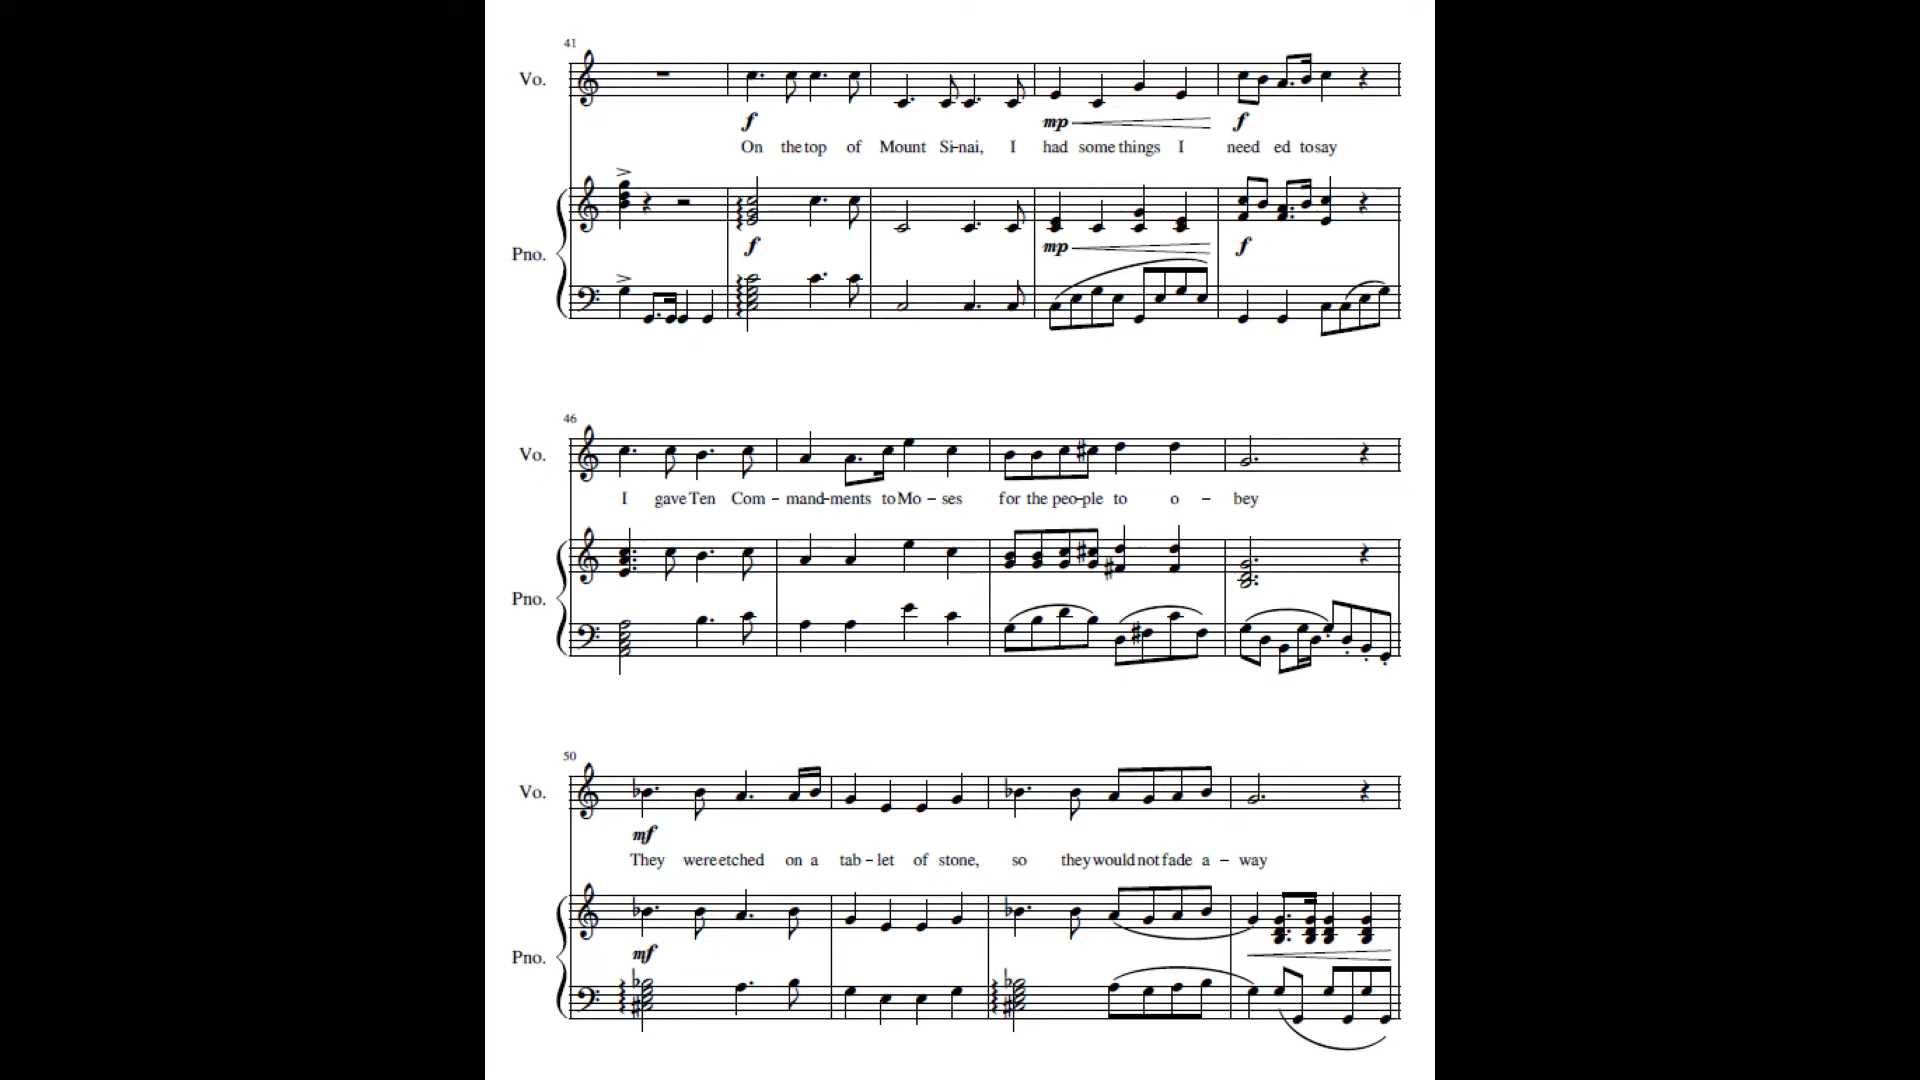 41
Vo.
f mp f
On the top of Mount Si-nai, I had some things I need ed to say
Pno.
f mp f
46
Vo.
I gave Ten Com - mand-ments to Mo - ses for the peo-ple to o - bey
Pno.
50
Vo.
mf
They were etched on a tab - let of stone, so they would not fade a - way
Pno.
mf